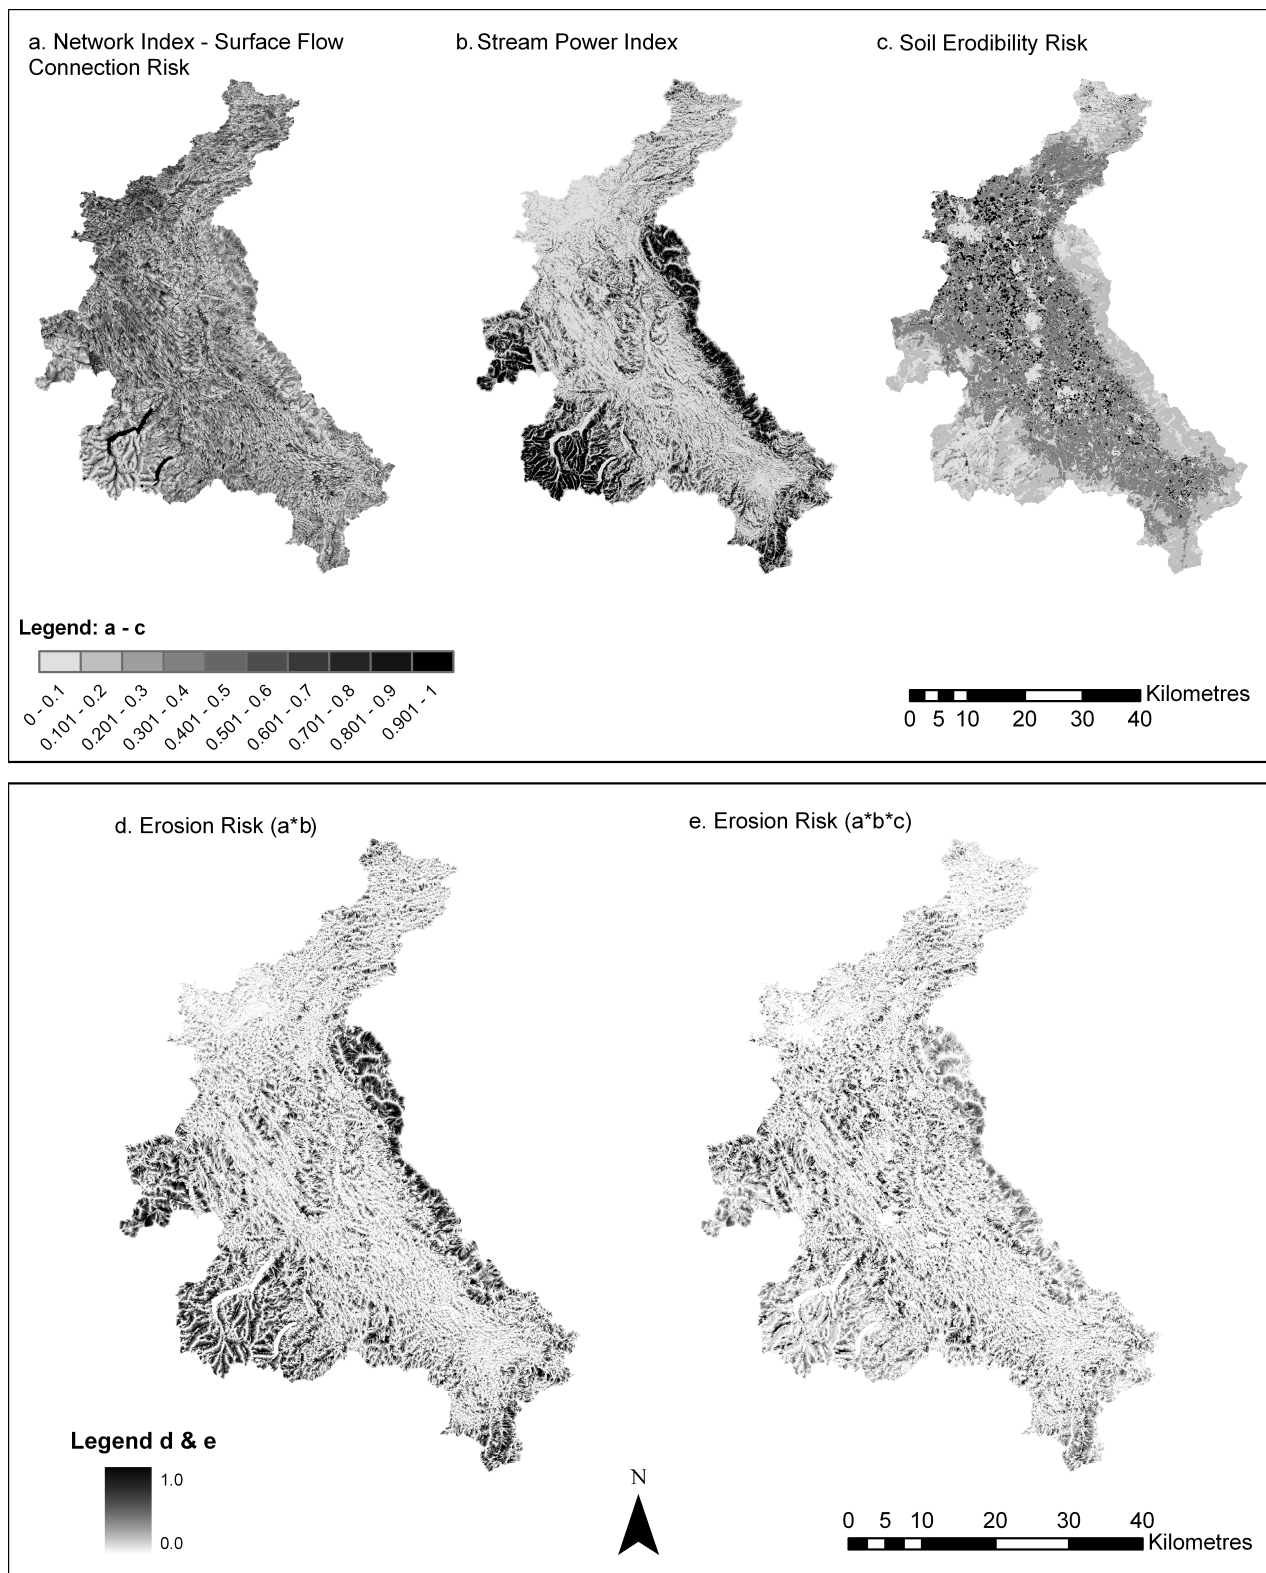 a. Network Index - Surface Flow
Connection Risk
b. Stream Power Index
c. Soil Erodibility Risk
Legend: a - c
0 - 0.1
0.101 - 0.2
0.201 - 0.3
0.301 - 0.4
0.401 - 0.5
0.501 - 0.6
0.601 - 0.7
0.701 - 0.8
0.801 - 0.9
0.901 - 1
Kilometres
0 5 10 20 30 40
d. Erosion Risk (a*b)
e. Erosion Risk (a*b*c)
Legend d & e
1.0
0.0
N
0 5 10 20 30 40
Kilometres